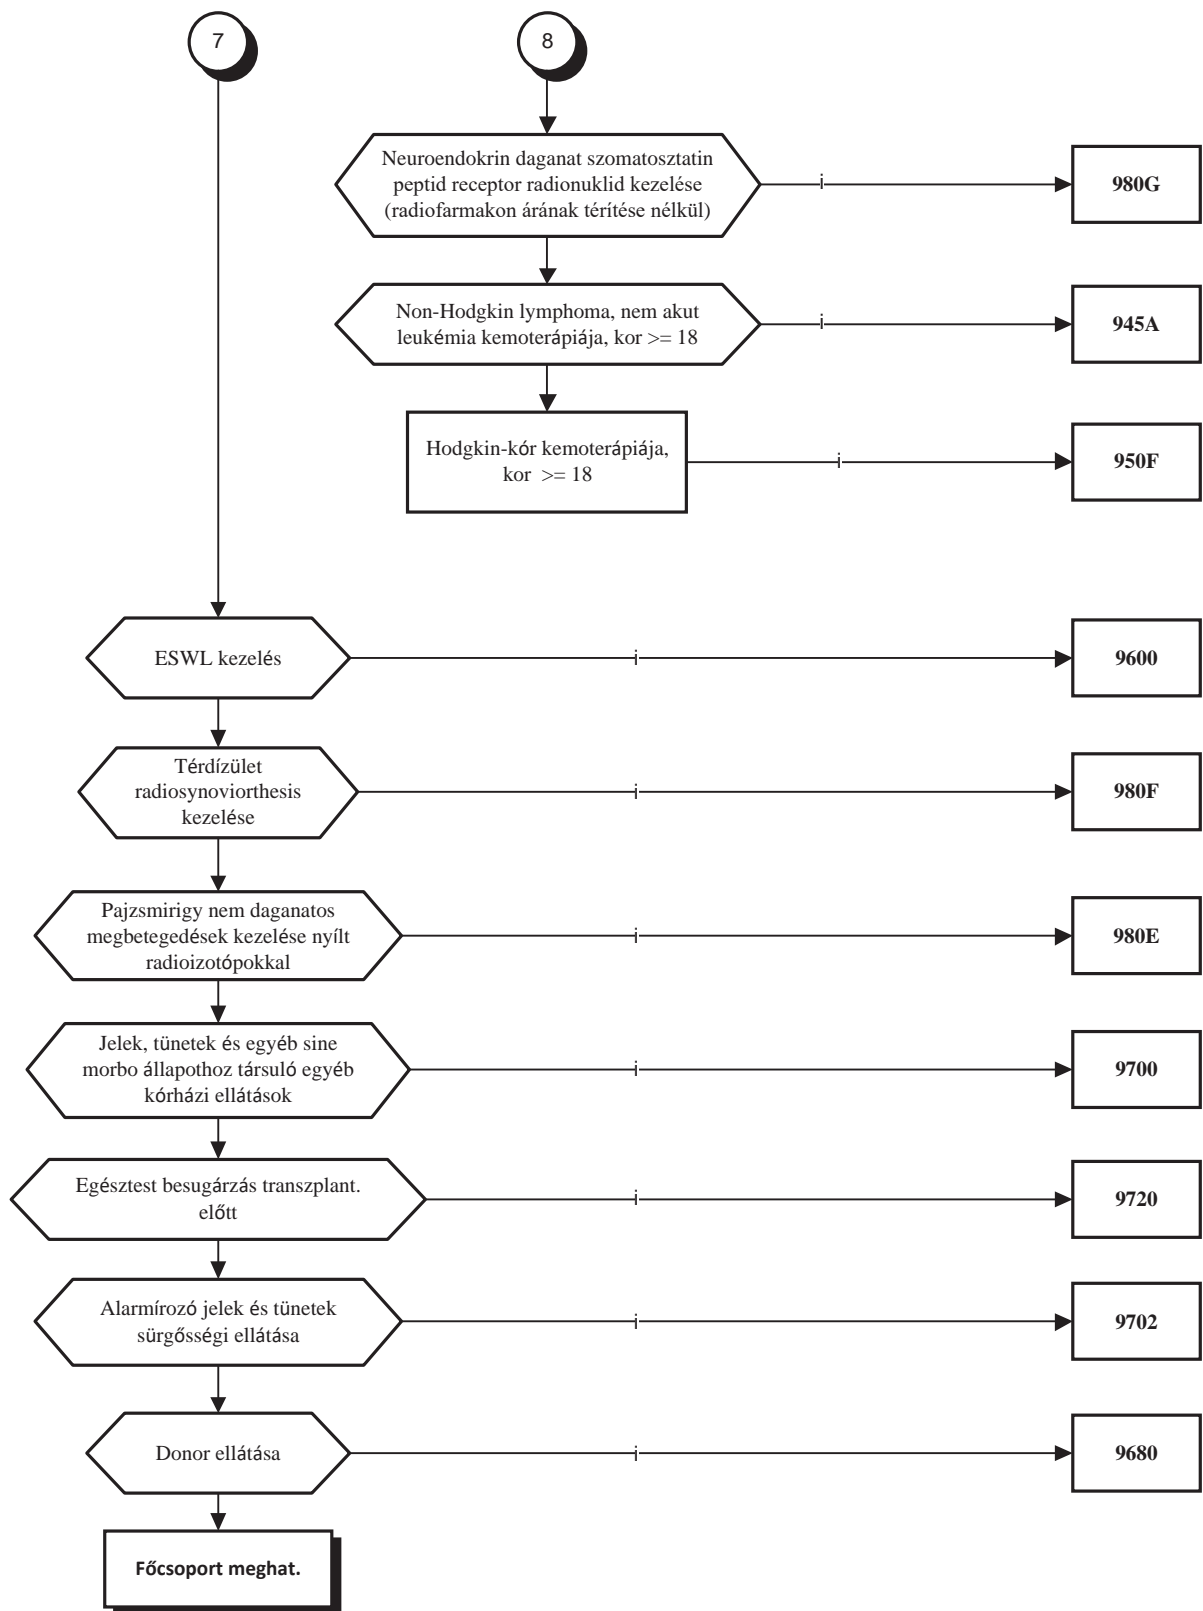 7
8
Neuroendokrin daganat szomatosztatin
peptid receptor radionuklid kezelése
(radiofarmakon árának térítése nélkül)
i
980G
Non-Hodgkin lymphoma, nem akut
leukémia kemoterápiája, kor >= 18
i
945A
Hodgkin-kór kemoterápiája,
kor >= 18
i
950F
ESWL kezelés
i
9600
Térdízület
radiosynoviorthesis
kezelése
i
980F
Pajzsmirigy nem daganatos
megbetegedések kezelése nyílt
radioizotópokkal
i
980E
Jelek, tünetek és egyéb sine
morbo állapothoz társuló egyéb
kórházi ellátások
i
9700
Egésztest besugárzás transzplant.
előtt
i
9720
Alarmírozó jelek és tünetek
sürgősségi ellátása
i
9702
Donor ellátása
i
9680
Főcsoport meghat.